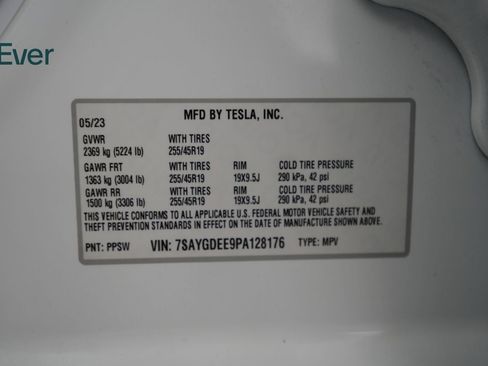 Ever
MFD BY TESLA, INC.
05/23
GVWR WITH TIRES
2369 kg (5224 lb) 255/45R19
GAWR FRT WITH TIRES RIM COLD TIRE PRESSURE
1363 kg (3004 lb) 255/45R19 19X9.5J 290 kPa, 42 psi
GAWR RR WITH TIRES RIM COLD TIRE PRESSURE
1500 kg (3306 lb) 255/45R19 19X9.5J 290 kPa, 42 psi
THIS VEHICLE CONFORMS TO ALL APPLICABLE U.S. FEDERAL MOTOR VEHICLE SAFETY AND
THEFT PREVENTION STANDARDS IN EFFECT ON THE DATE OF MANUFACTURE SHOWN ABOVE.
PNT: PPSW VIN: 7SAYGDEE9PA128176 TYPE: MPV